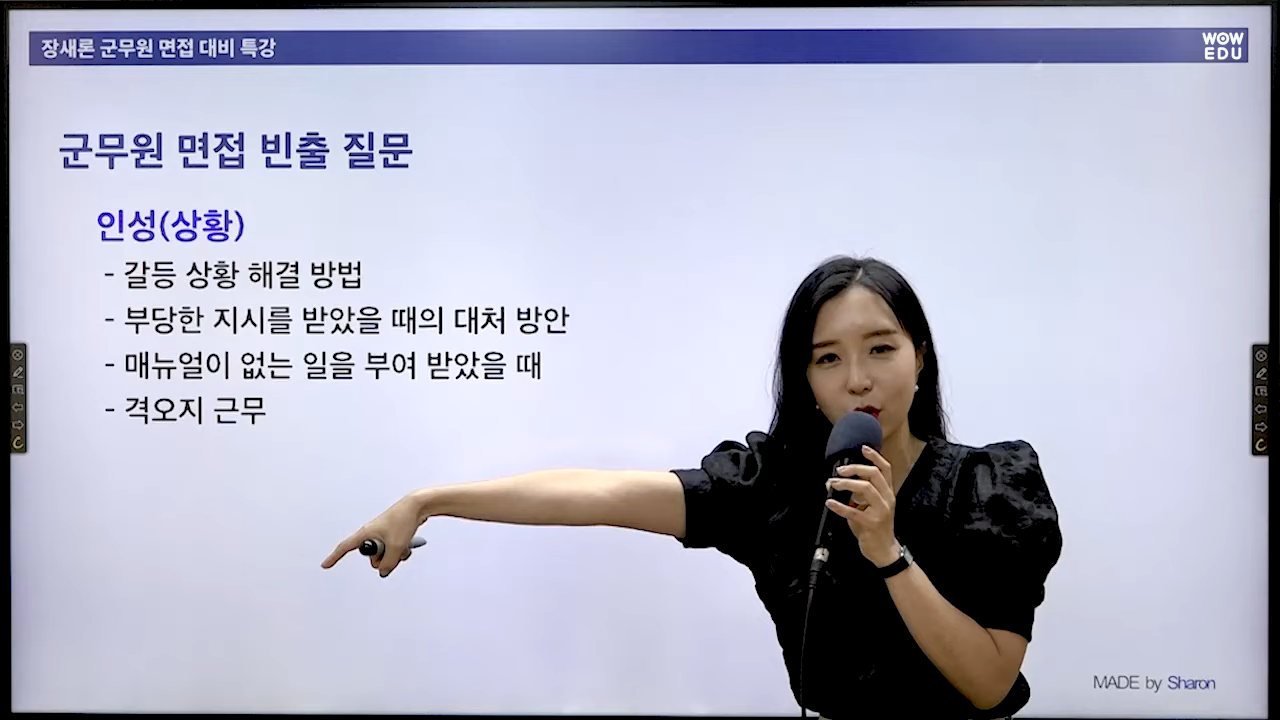 장새론 군무원 면접 대비 특강
WOW
EDU
군무원 면접 빈출 질문
인성(상황)
- 갈등 상황 해결 방법
- 부당한 지시를 받았을 때의 대처 방안
- 매뉴얼이 없는 일을 부여 받았을 때
- 격오지 근무
MADE by Sharon